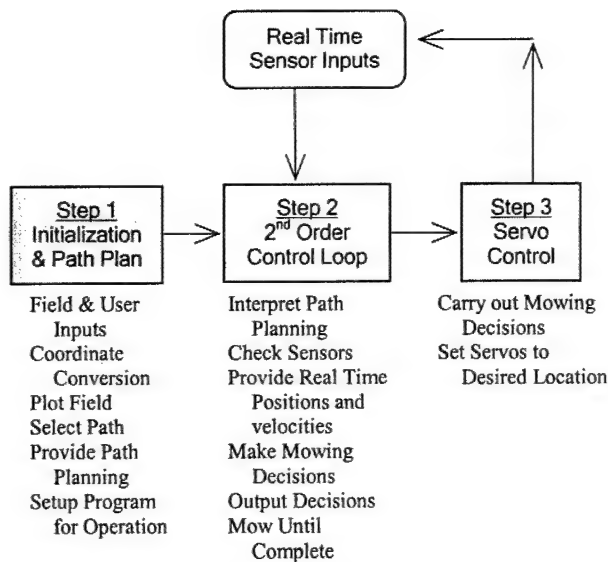 Real Time
Sensor Inputs
Step 1
Initialization
& Path Plan
Step 2
2nd Order
Control Loop
Step 3
Servo
Control
Field & User
Inputs
Coordinate
Conversion
Plot Field
Select Path
Provide Path
Planning
Setup Program
for Operation
Interpret Path
Planning
Check Sensors
Provide Real Time
Positions and
velocities
Make Mowing
Decisions
Output Decisions
Mow Until
Complete
Carry out Mowing
Decisions
Set Servos to
Desired Location